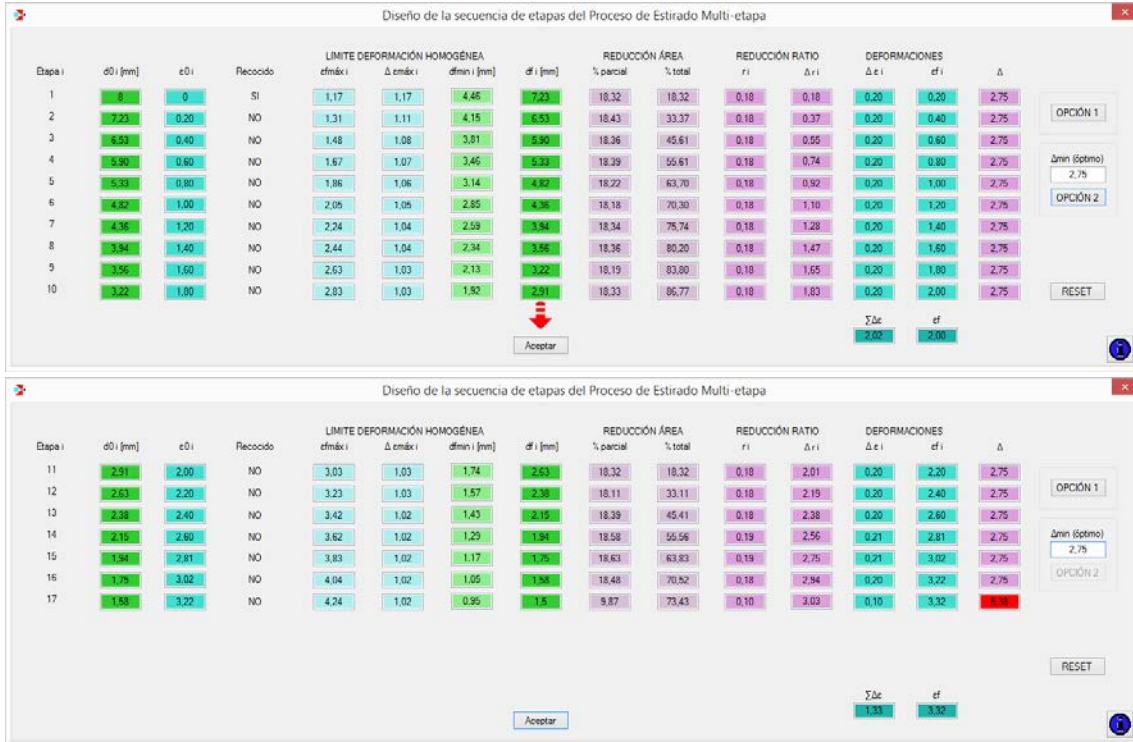 Diseño de la secuencia de etapas del Proceso de Estirado Multi-etapa
LIMITE DEFORMACIÓN HOMOGÉNEA REDUCCIÓN ÁREA REDUCCIÓN RATIO DEFORMACIONES
Etapa i d0 i [mm] ε0 i Recocido εfmáx i Δ εmáx i dfmin i [mm] df i [mm] % parcial % total r i Δ r i Δ ε i εf i Δ
1 8 0 SI 1,17 1,17 4,46 7,23 18,32 18,32 0,18 0,18 0,20 0,20 2,75
2 7,23 0,20 NO 1,31 1,11 4,15 6,53 18,43 33,37 0,18 0,37 0,20 0,40 2,75 OPCIÓN 1
3 6,53 0,40 NO 1,48 1,08 3,81 5,90 18,36 45,61 0,18 0,55 0,20 0,60 2,75
4 5,90 0,60 NO 1,67 1,07 3,46 5,33 18,39 55,61 0,18 0,74 0,20 0,80 2,75 Δmin (óptimo)
5 5,33 0,80 NO 1,86 1,06 3,14 4,82 18,22 63,70 0,18 0,92 0,20 1,00 2,75 2,75
6 4,82 1,00 NO 2,05 1,05 2,85 4,36 18,18 70,30 0,18 1,10 0,20 1,20 2,75 OPCIÓN 2
7 4,36 1,20 NO 2,24 1,04 2,59 3,94 18,34 75,74 0,18 1,28 0,20 1,40 2,75
8 3,94 1,40 NO 2,44 1,04 2,34 3,56 18,36 80,20 0,18 1,47 0,20 1,60 2,75
9 3,56 1,60 NO 2,63 1,03 2,13 3,22 18,19 83,80 0,18 1,65 0,20 1,80 2,75
10 3,22 1,80 NO 2,83 1,03 1,92 2,91 18,33 86,77 0,18 1,83 0,20 2,00 2,75 RESET
∑Δε εf
2,02 2,00
Aceptar
Diseño de la secuencia de etapas del Proceso de Estirado Multi-etapa
LIMITE DEFORMACIÓN HOMOGÉNEA REDUCCIÓN ÁREA REDUCCIÓN RATIO DEFORMACIONES
Etapa i d0 i [mm] ε0 i Recocido εfmáx i Δ εmáx i dfmin i [mm] df i [mm] % parcial % total r i Δ r i Δ ε i εf i Δ
11 2,91 2,00 NO 3,03 1,03 1,74 2,63 18,32 18,32 0,18 2,01 0,20 2,20 2,75
12 2,63 2,20 NO 3,23 1,03 1,57 2,38 18,11 33,11 0,18 2,19 0,20 2,40 2,75 OPCIÓN 1
13 2,38 2,40 NO 3,42 1,02 1,43 2,15 18,39 45,41 0,18 2,38 0,20 2,60 2,75
14 2,15 2,60 NO 3,62 1,02 1,29 1,94 18,58 55,56 0,19 2,56 0,21 2,81 2,75 Δmin (óptimo)
15 1,94 2,81 NO 3,83 1,02 1,17 1,75 18,63 63,83 0,19 2,75 0,21 3,02 2,75 2,75
16 1,75 3,02 NO 4,04 1,02 1,05 1,58 18,48 70,52 0,18 2,94 0,20 3,22 2,75 OPCIÓN 2
17 1,58 3,22 NO 4,24 1,02 0,95 1,5 9,87 73,43 0,10 3,03 0,10 3,32
RESET
∑Δε εf
1,33 3,32
Aceptar